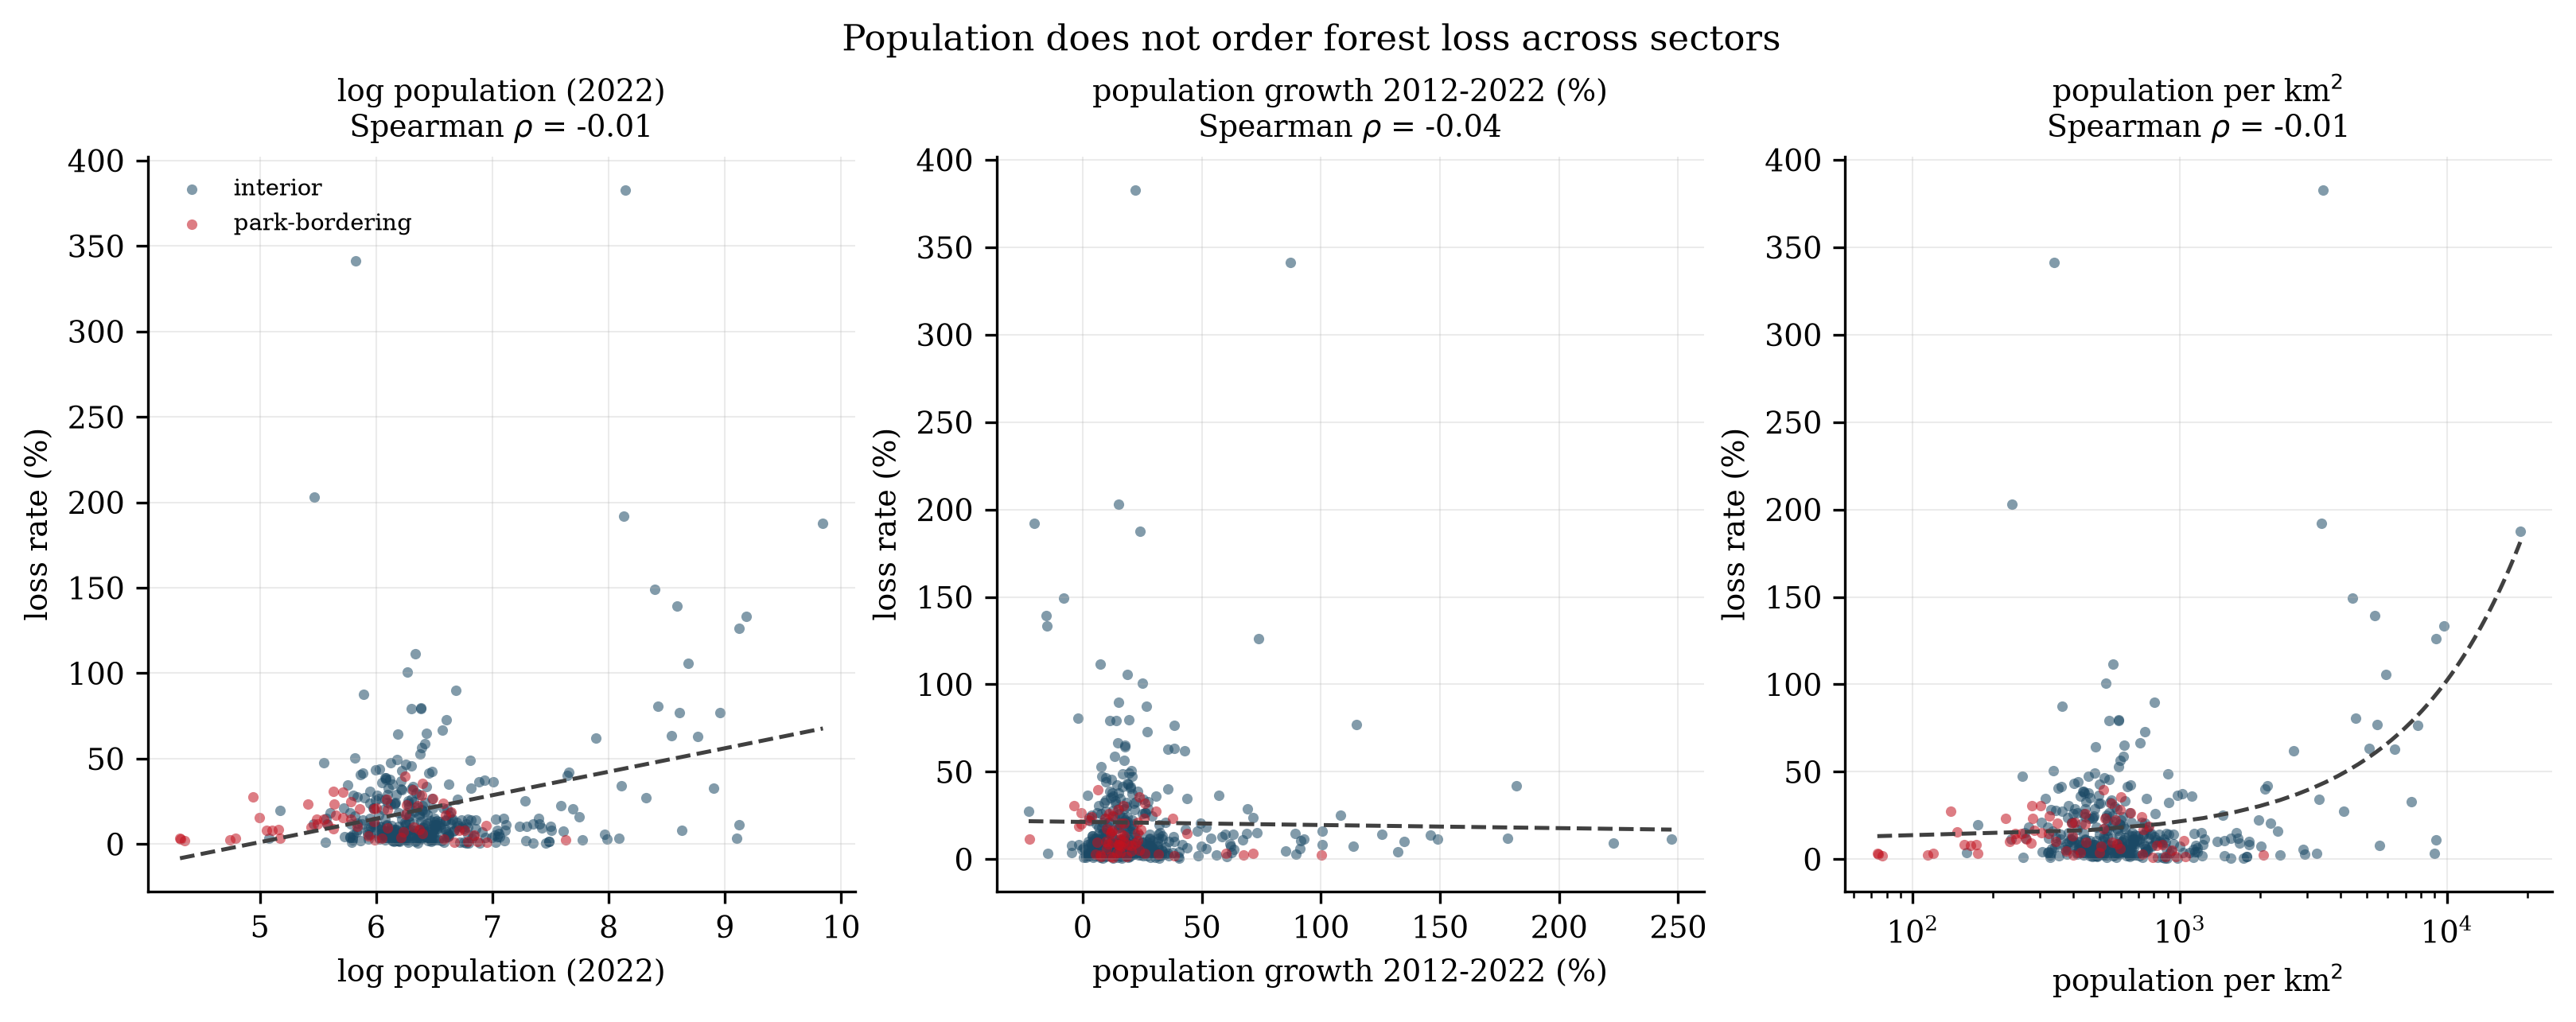 Population does not order forest loss across sectors
log population (2022)
Spearman ρ = -0.01
400
350
300
250
200
150
100
50
0
loss rate (%)
interior
park-bordering
5 6 7 8 9 10
log population (2022)
population growth 2012-2022 (%)
Spearman ρ = -0.04
400
350
300
250
200
150
100
50
0
loss rate (%)
0 50 100 150 200 250
population growth 2012-2022 (%)
population per km²
Spearman ρ = -0.01
400
350
300
250
200
150
100
50
0
loss rate (%)
10² 10³ 10⁴
population per km²